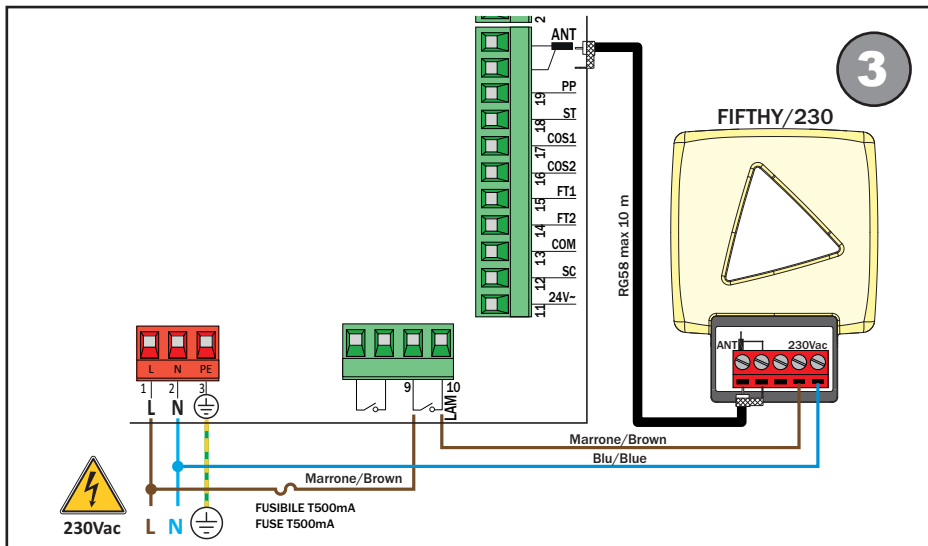 3
FIFTHY/230
2
ANT
PP
19
ST
18
COS1
17
COS2
16
FT1
15
FT2
14
COM
13
SC
12
24V~
11
RG58 max 10 m
ANT
230Vac
L N PE
1 2 3
L N
9 10
LAM
Marrone/Brown
Blu/Blue
Marrone/Brown
FUSIBILE T500mA
FUSE T500mA
230Vac L N